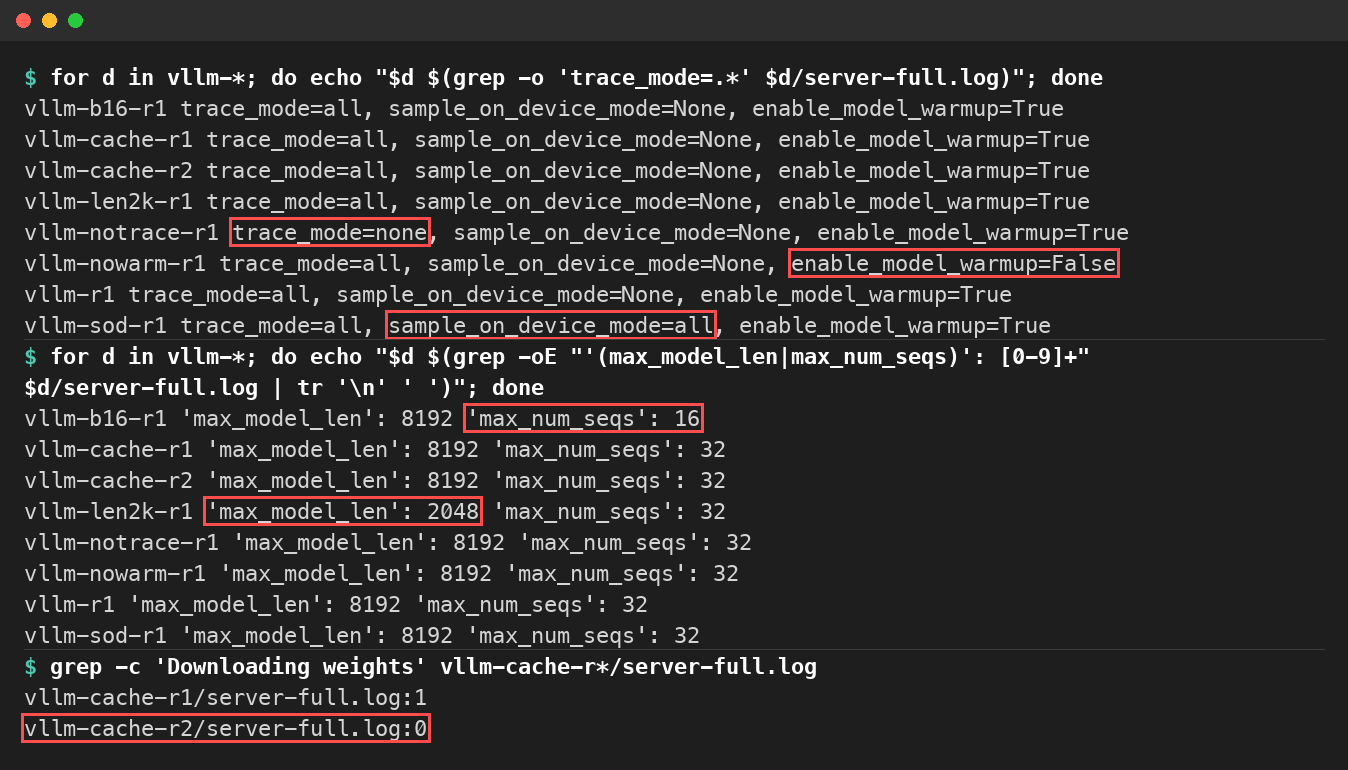 $ for d in vllm-*; do echo "$d $(grep -o 'trace_mode=.*' $d/server-full.log)"; done
vllm-b16-r1 trace_mode=all, sample_on_device_mode=None, enable_model_warmup=True
vllm-cache-r1 trace_mode=all, sample_on_device_mode=None, enable_model_warmup=True
vllm-cache-r2 trace_mode=all, sample_on_device_mode=None, enable_model_warmup=True
vllm-len2k-r1 trace_mode=all, sample_on_device_mode=None, enable_model_warmup=True
vllm-notrace-r1 trace_mode=none, sample_on_device_mode=None, enable_model_warmup=True
vllm-nowarm-r1 trace_mode=all, sample_on_device_mode=None, enable_model_warmup=False
vllm-r1 trace_mode=all, sample_on_device_mode=None, enable_model_warmup=True
vllm-sod-r1 trace_mode=all, sample_on_device_mode=all, enable_model_warmup=True
$ for d in vllm-*; do echo "$d $(grep -oE "'(max_model_len|max_num_seqs)': [0-9]+"
$d/server-full.log | tr '\n' ' ')"; done
vllm-b16-r1 'max_model_len': 8192 'max_num_seqs': 16
vllm-cache-r1 'max_model_len': 8192 'max_num_seqs': 32
vllm-cache-r2 'max_model_len': 8192 'max_num_seqs': 32
vllm-len2k-r1 'max_model_len': 2048 'max_num_seqs': 32
vllm-notrace-r1 'max_model_len': 8192 'max_num_seqs': 32
vllm-nowarm-r1 'max_model_len': 8192 'max_num_seqs': 32
vllm-r1 'max_model_len': 8192 'max_num_seqs': 32
vllm-sod-r1 'max_model_len': 8192 'max_num_seqs': 32
$ grep -c 'Downloading weights' vllm-cache-r*/server-full.log
vllm-cache-r1/server-full.log:1
vllm-cache-r2/server-full.log:0